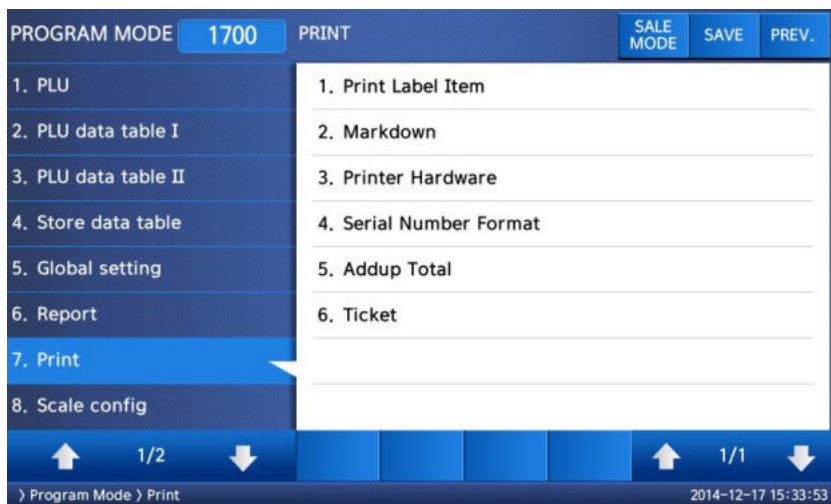 PROGRAM MODE 1700 PRINT SALE MODE SAVE PREV.
1. PLU
2. PLU data table I
3. PLU data table II
4. Store data table
5. Global setting
6. Report
7. Print
8. Scale config
1. Print Label Item
2. Markdown
3. Printer Hardware
4. Serial Number Format
5. Addup Total
6. Ticket
1/2 1/1
> Program Mode > Print 2014-12-17 15:33:53